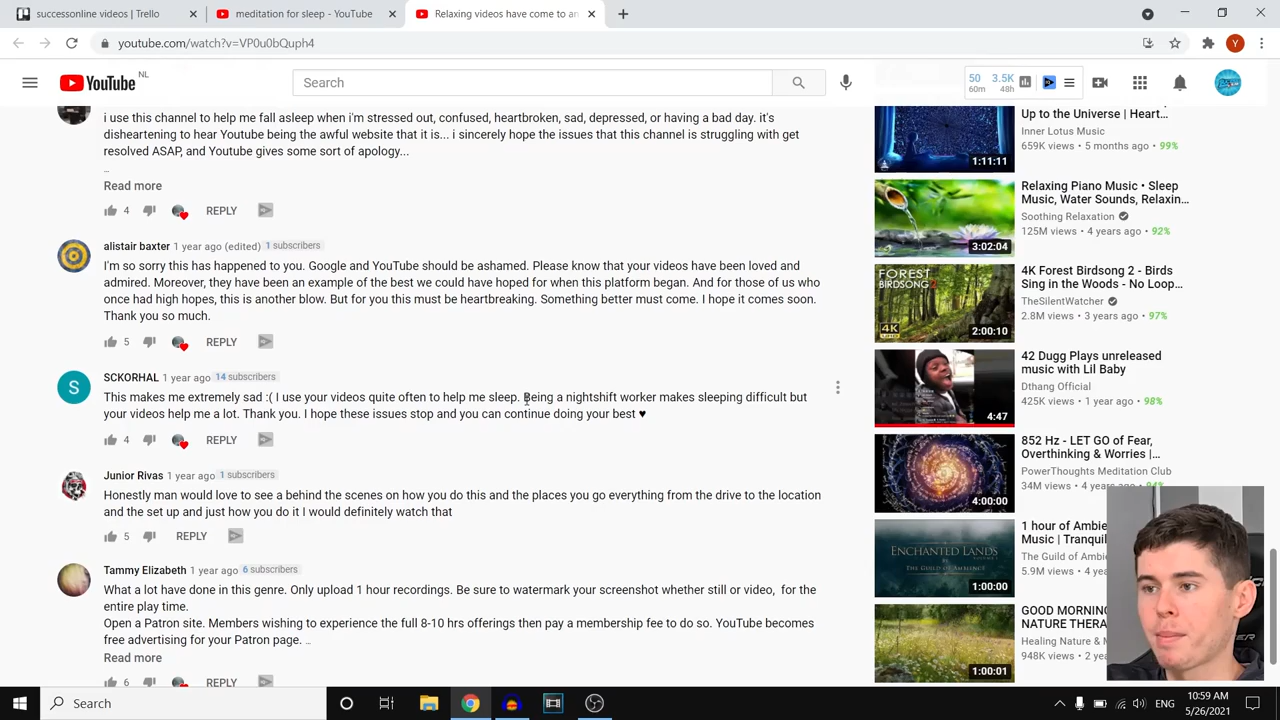 successonline videos | Trello
meditation for sleep - YouTube
Relaxing videos have come to an
youtube.com/watch?v=VP0u0bQuph4
Y
YouTube NL
Search
50
60m
3.5K
48h
i use this channel to help me fall asleep when i'm stressed out, confused, heartbroken, sad, depressed, or having a bad day. it's
disheartening to hear Youtube being the awful website that it is... i sincerely hope the issues that this channel is struggling with get
resolved ASAP, and Youtube gives some sort of apology...
...
Read more
4 REPLY
alistair baxter 1 year ago (edited) 1 subscribers
I'm so sorry this has happened to you. Google and YouTube should be ashamed. Please know that your videos have been loved and
admired. Moreover, they have been an example of the best we could have hoped for when this platform began. And for those of us who
once had high hopes, this is another blow. But for you this must be heartbreaking. Something better must come. I hope it comes soon.
Thank you so much.
5 REPLY
S
SCKORHAL 1 year ago 14 subscribers
This makes me extremely sad :( I use your videos quite often to help me sleep. Being a nightshift worker makes sleeping difficult but
your videos help me a lot. Thank you. I hope these issues stop and you can continue doing your best ♥
4 REPLY
Junior Rivas 1 year ago 1 subscribers
Honestly man would love to see a behind the scenes on how you do this and the places you go everything from the drive to the location
and the set up and just how you do it I would definitely watch that
5 REPLY
Tammy Elizabeth 1 year ago 6 subscribers
What a lot have done in this genre. Only upload 1 hour recordings. Be sure to watermark your screenshot whether still or video, for the
entire play time.
Open a Patron site. Members wishing to experience the full 8-10 hrs offerings then pay a membership fee to do so. YouTube becomes
free advertising for your Patron page. ...
Read more
6 REPLY
1:11:11
Up to the Universe | Heart...
Inner Lotus Music
659K views • 5 months ago • 99%
3:02:04
Relaxing Piano Music • Sleep
Music, Water Sounds, Relaxin...
Soothing Relaxation
125M views • 4 years ago • 92%
FOREST
BIRDSONG 2
4K
2:00:10
4K Forest Birdsong 2 - Birds
Sing in the Woods - No Loop...
TheSilentWatcher
2.8M views • 3 years ago • 97%
4:47
42 Dugg Plays unreleased
music with Lil Baby
Dthang Official
425K views • 1 year ago • 98%
4:00:00
852 Hz - LET GO of Fear,
Overthinking & Worries |...
PowerThoughts Meditation Club
34M views • 4 years ago • 94%
ENCHANTED LANDS
THE GUILD OF AMBIENCE
1:00:00
1 hour of Ambie
Music | Tranquil
The Guild of Ambie
5.9M views • 4 ye
1:00:01
GOOD MORNING
NATURE THERA
Healing Nature & M
948K views • 2 yea
Search
ENG
10:59 AM
5/26/2021